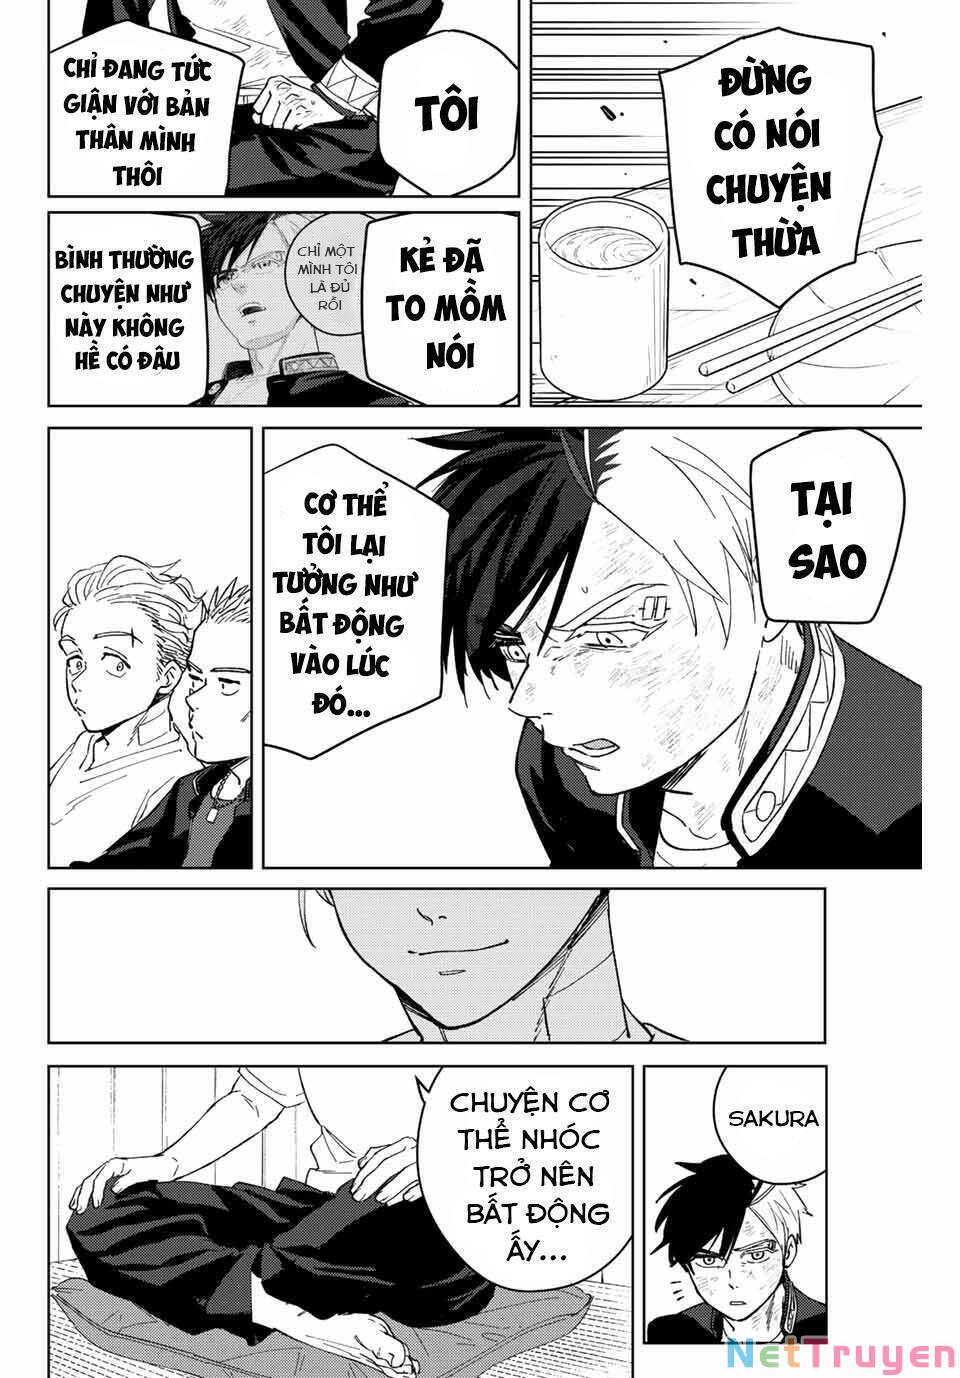 ĐỪNG
CÓ NÓI
CHUYỆN
THỪA
TÔI
CHỈ ĐANG TỨC
GIẬN VỚI BẢN
THÂN MÌNH
THÔI
KẺ ĐÃ
TO MỒM
NÓI
CHỈ MỘT
MÌNH TÔI
LÀ ĐỦ
RỒI
BÌNH THƯỜNG
CHUYỆN NHƯ
NÀY KHÔNG
HỀ CÓ ĐÂU
TẠI
SAO
CƠ THỂ
TÔI LẠI
TƯỞNG NHƯ
BẤT ĐỘNG
VÀO LÚC
ĐÓ...
SAKURA
CHUYỆN CƠ
THỂ NHÓC
TRỞ NÊN
BẤT ĐỘNG
ẤY...
NetTruyen